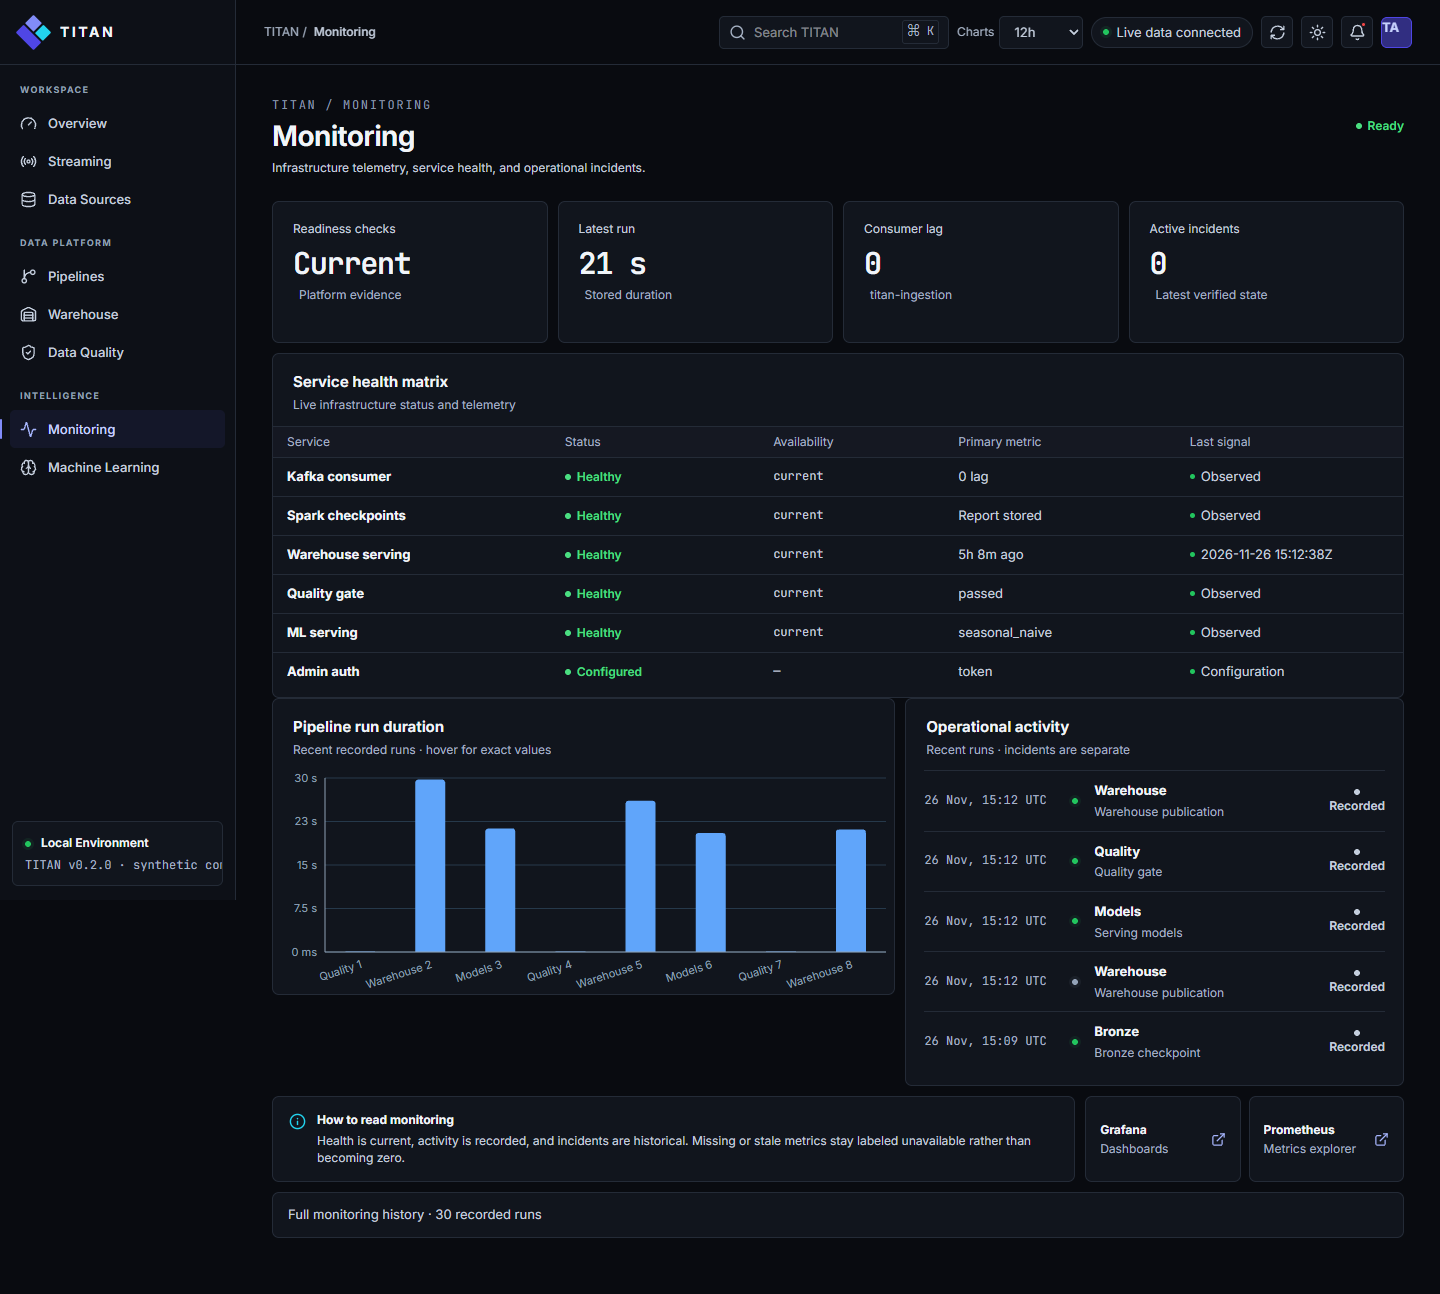 TITAN
TITAN / Monitoring
Search TITAN
⌘ K
Charts
12h
Live data connected
TA
WORKSPACE
Overview
Streaming
Data Sources
DATA PLATFORM
Pipelines
Warehouse
Data Quality
INTELLIGENCE
Monitoring
Machine Learning
Local Environment
TITAN v0.2.0 · synthetic
TITAN / MONITORING
Monitoring
Ready
Infrastructure telemetry, service health, and operational incidents.
Readiness checks
Current
Platform evidence
Latest run
21 s
Stored duration
Consumer lag
0
titan-ingestion
Active incidents
0
Latest verified state
Service health matrix
Live infrastructure status and telemetry
Service Status Availability Primary metric Last signal
Kafka consumer Healthy current 0 lag Observed
Spark checkpoints Healthy current Report stored Observed
Warehouse serving Healthy current 5h 8m ago 2026-11-26 15:12:38Z
Quality gate Healthy current passed Observed
ML serving Healthy current seasonal_naive Observed
Admin auth Configured — token Configuration
Pipeline run duration
Recent recorded runs · hover for exact values
30 s
23 s
15 s
7.5 s
0 ms
Quality 1
Warehouse 2
Models 3
Quality 4
Warehouse 5
Models 6
Quality 7
Warehouse 8
Operational activity
Recent runs · incidents are separate
26 Nov, 15:12 UTC
Warehouse
Warehouse publication
Recorded
26 Nov, 15:12 UTC
Quality
Quality gate
Recorded
26 Nov, 15:12 UTC
Models
Serving models
Recorded
26 Nov, 15:12 UTC
Warehouse
Warehouse publication
Recorded
26 Nov, 15:09 UTC
Bronze
Bronze checkpoint
Recorded
How to read monitoring
Health is current, activity is recorded, and incidents are historical. Missing or stale metrics stay labeled unavailable rather than
becoming zero.
Grafana
Dashboards
Prometheus
Metrics explorer
Full monitoring history · 30 recorded runs